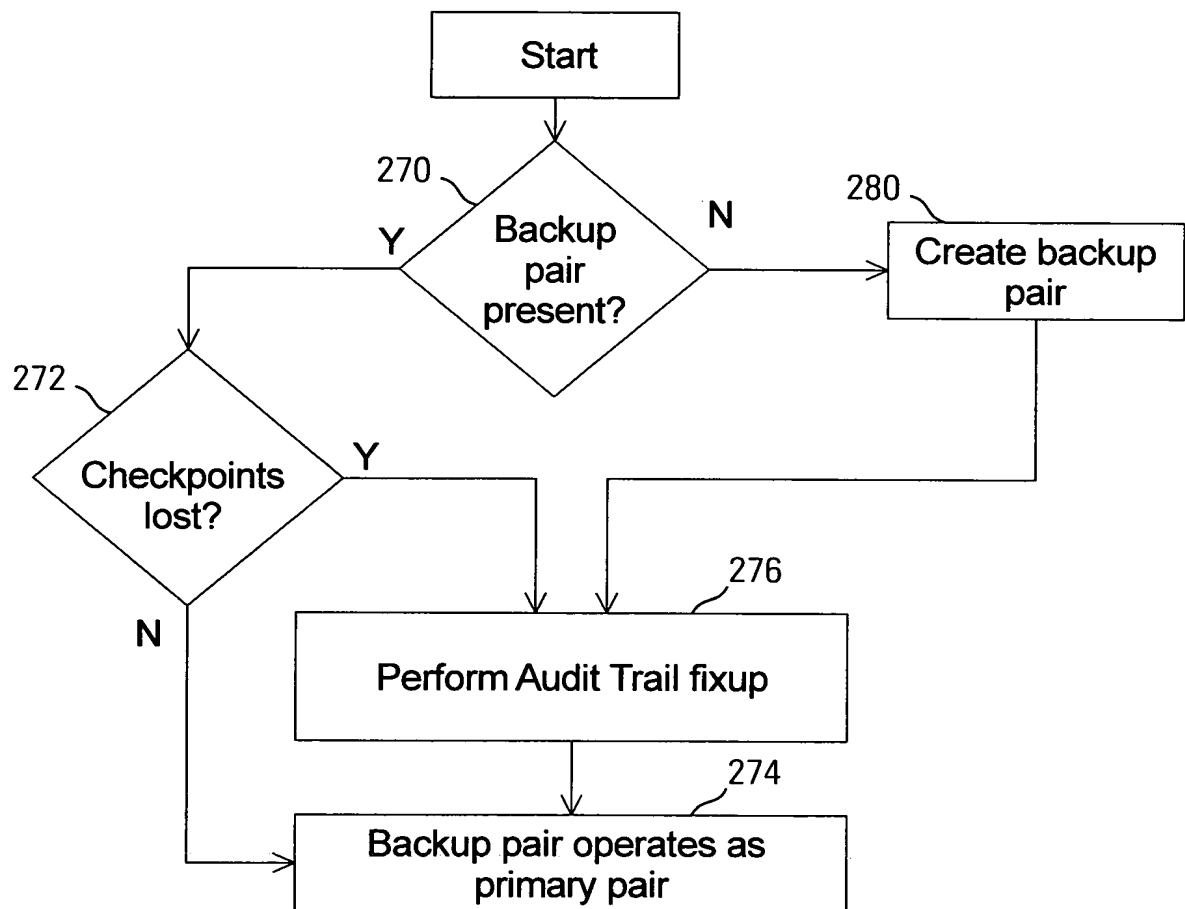 Start
270
Backup
pair
present?
Y
N
280
Create backup
pair
272
Checkpoints
lost?
Y
N
276
Perform Audit Trail fixup
274
Backup pair operates as
primary pair